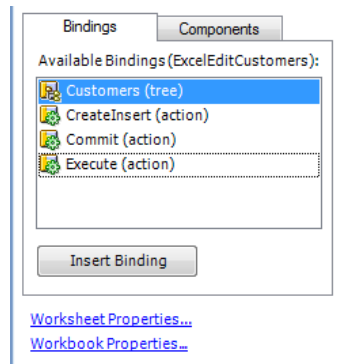 Bindings
Components
Available Bindings(ExcelEditCustomers):
Customers (tree)
CreateInsert (action)
Commit (action)
Execute (action)
Insert Binding
Worksheet Properties...
Workbook Properties...